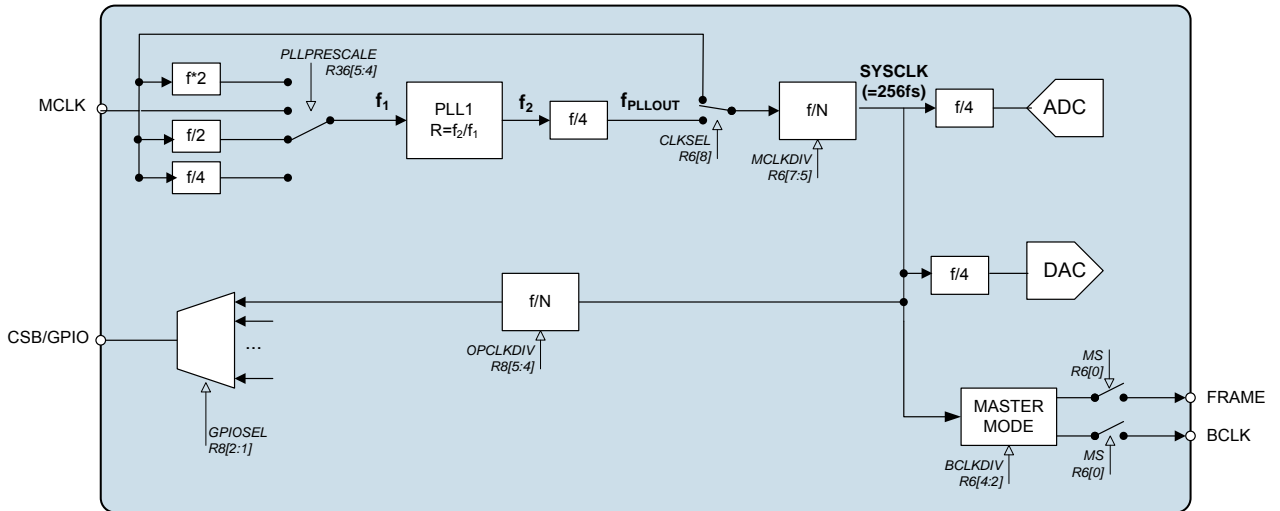 PLLPRESCALE
R36[5:4]
f*2
MCLK
f/2
f/4
f1
PLL1
R=f2/f1
f2
f/4
fPLLOUT
CLKSEL
R6[8]
f/N
MCLKDIV
R6[7:5]
SYSCLK
(=256fs)
f/4
ADC
f/4
DAC
f/N
OPCLKDIV
R8[5:4]
CSB/GPIO
...
GPIOSEL
R8[2:1]
MASTER
MODE
BCLKDIV
R6[4:2]
MS
R6[0]
FRAME
BCLK
MS
R6[0]